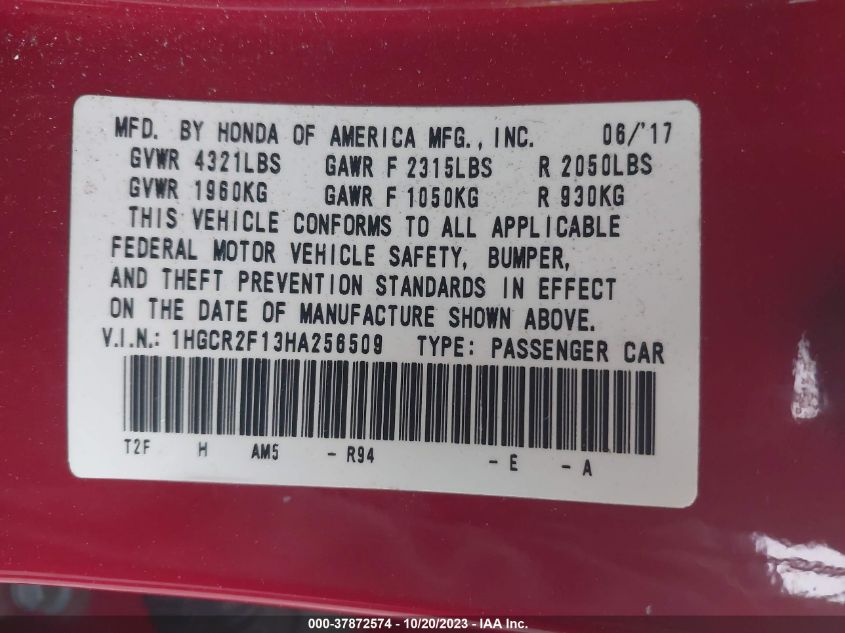 MFD. BY HONDA OF AMERICA MFG., INC. 06/'17
GVWR 4321LBS GAWR F 2315LBS R 2050LBS
GVWR 1960KG GAWR F 1050KG R 930KG
THIS VEHICLE CONFORMS TO ALL APPLICABLE
FEDERAL MOTOR VEHICLE SAFETY, BUMPER,
AND THEFT PREVENTION STANDARDS IN EFFECT
ON THE DATE OF MANUFACTURE SHOWN ABOVE.
V.I.N.: 1HGCR2F13HA256509 TYPE: PASSENGER CAR
T2F H AM5 - R94 - E - A
000-37872574 - 10/20/2023 - IAA Inc.